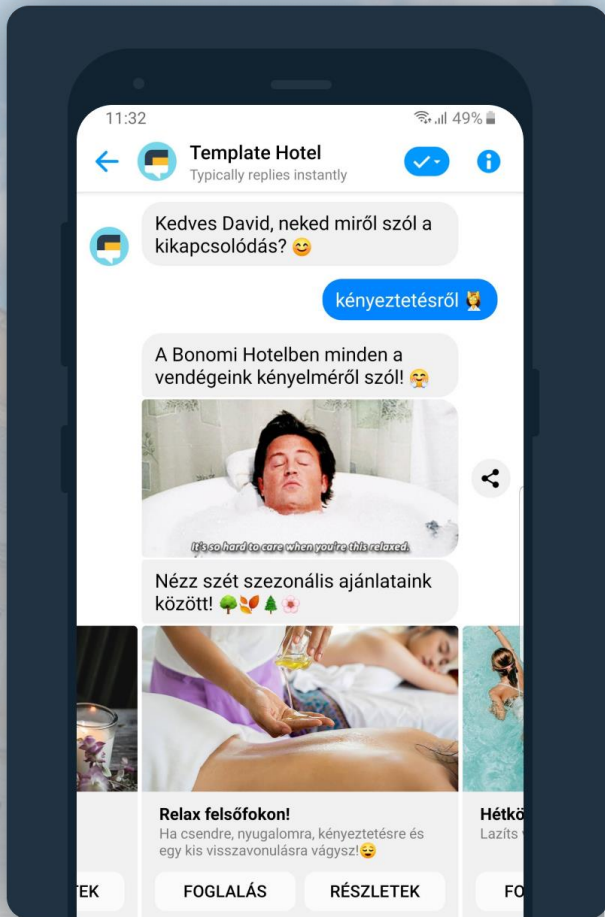 11:32
49%
Template Hotel
Typically replies instantly
Kedves David, neked miről szól a
kikapcsolódás? 😊
kényeztetésről 💆
A Bonomi Hotelben minden a
vendégeink kényelméről szól! 🤗
It's so hard to care when you're this relaxed.
Nézz szét szezonális ajánlataink
között! 🌳🍂🌲🌸
Relax felsőfokon!
Ha csendre, nyugalomra, kényeztetésre és
egy kis visszavonulásra vágysz!😌
Hétkö
Lazíts
TEK
FOGLALÁS
RÉSZLETEK
FO